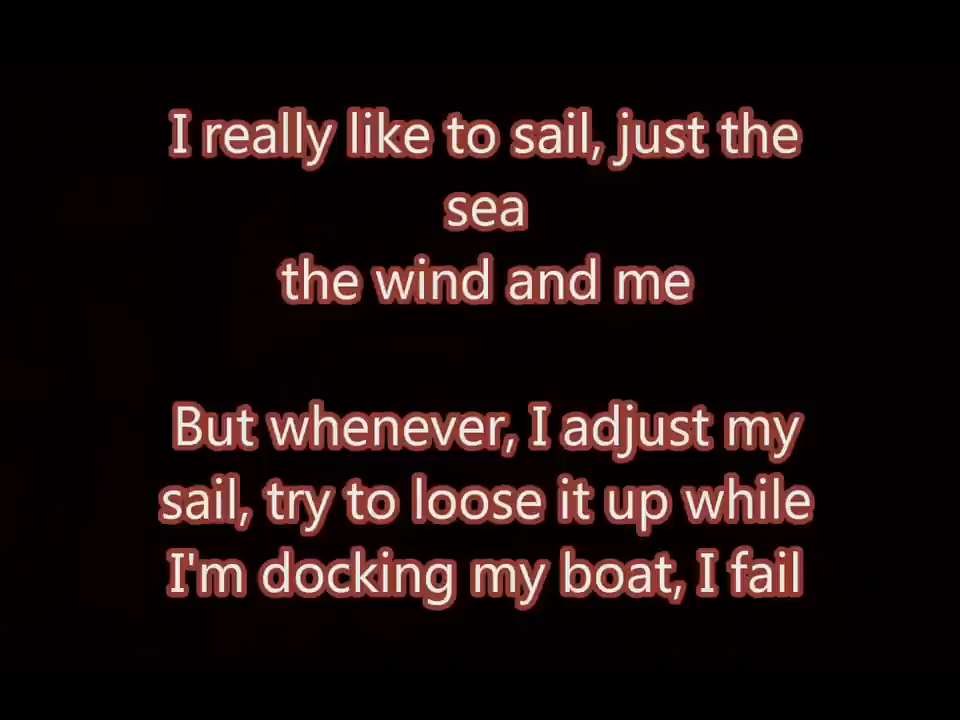 I really like to sail, just the
sea
the wind and me
But whenever, I adjust my
sail, try to loose it up while
I'm docking my boat, I fail